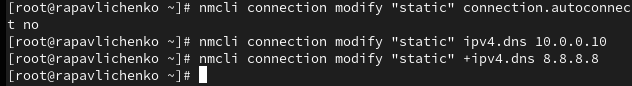 [root@rapavlichenko ~]# nmcli connection modify "static" connection.autoconnec
t no
[root@rapavlichenko ~]# nmcli connection modify "static" ipv4.dns 10.0.0.10
[root@rapavlichenko ~]# nmcli connection modify "static" +ipv4.dns 8.8.8.8
[root@rapavlichenko ~]#